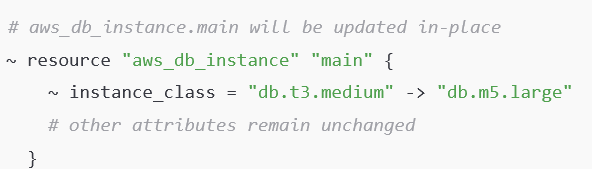 # aws_db_instance.main will be updated in-place
~ resource "aws_db_instance" "main" {
~ instance_class = "db.t3.medium" -> "db.m5.large"
# other attributes remain unchanged
}